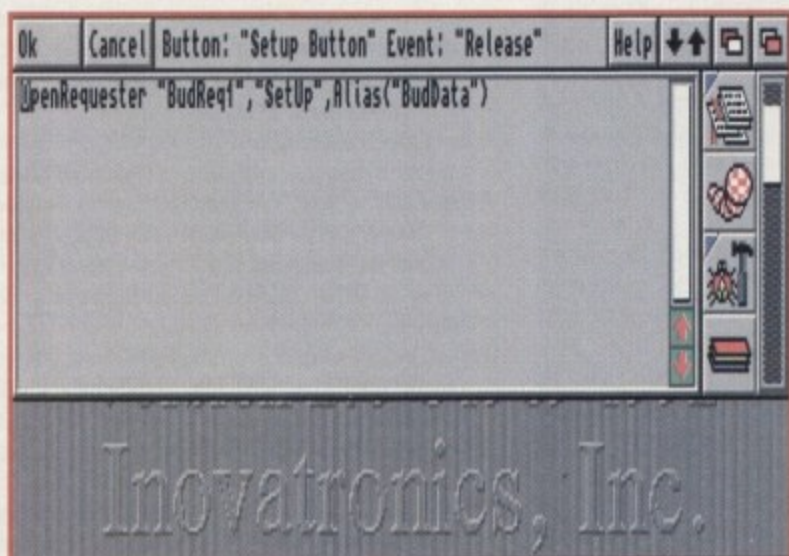 Ok Cancel Button: "Setup Button" Event: "Release" Help
OpenRequester "BudReq1","SetUp",Alias("BudData")
Inovatronics, Inc.